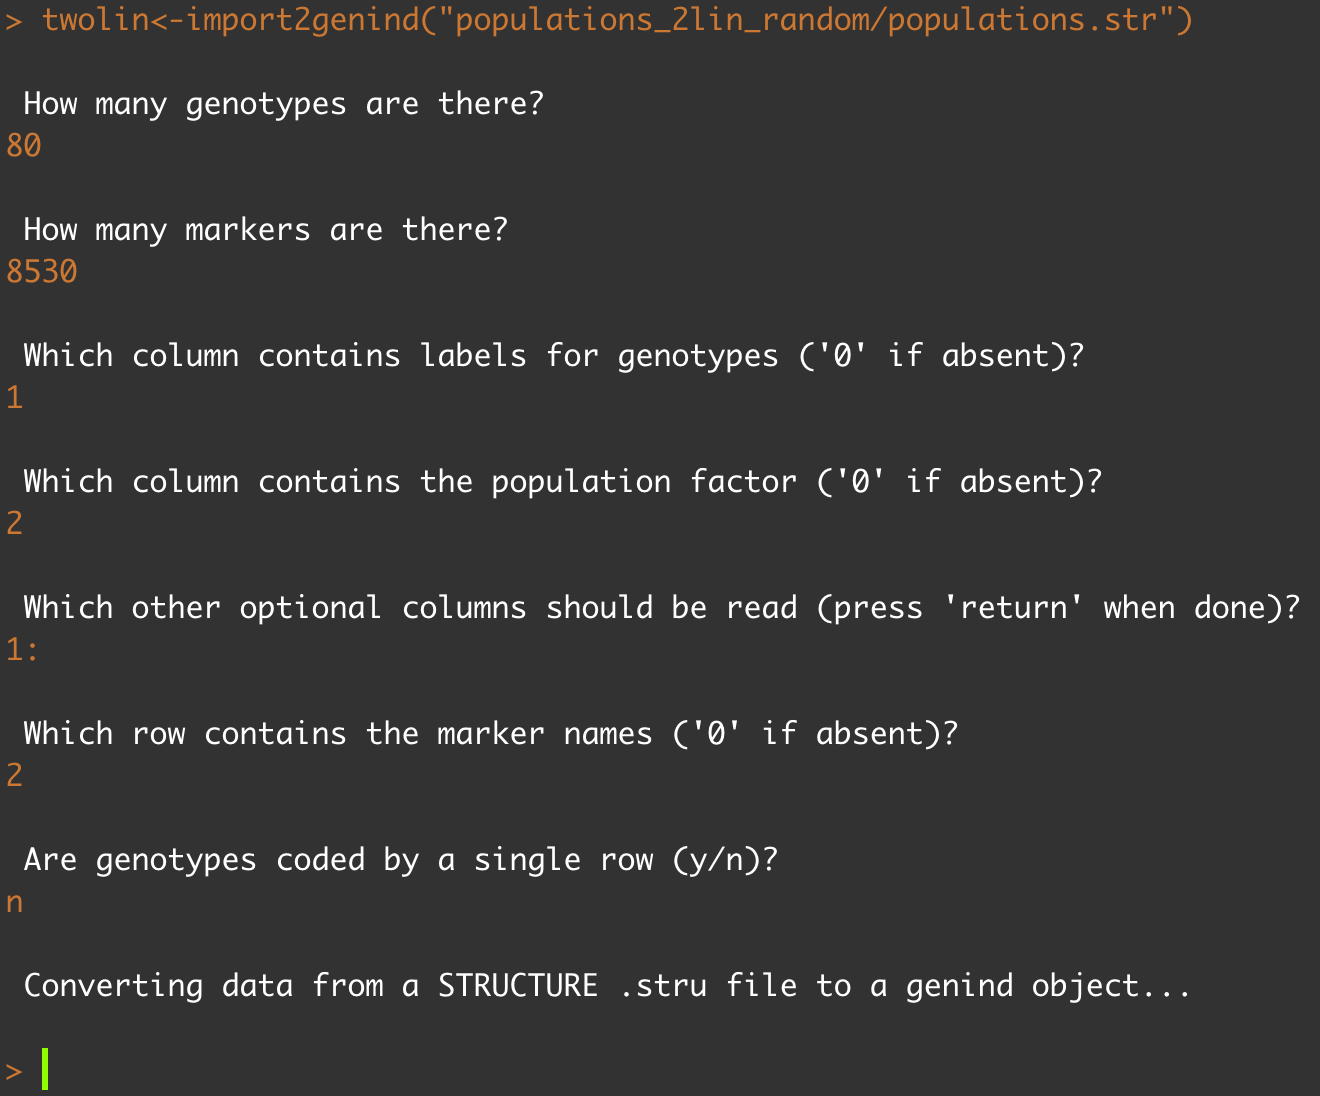 > twolin<-import2genind("populations_2lin_random/populations.str")
How many genotypes are there?
80
How many markers are there?
8530
Which column contains labels for genotypes ('0' if absent)?
1
Which column contains the population factor ('0' if absent)?
2
Which other optional columns should be read (press 'return' when done)?
1:
Which row contains the marker names ('0' if absent)?
2
Are genotypes coded by a single row (y/n)?
n
Converting data from a STRUCTURE .stru file to a genind object...
>